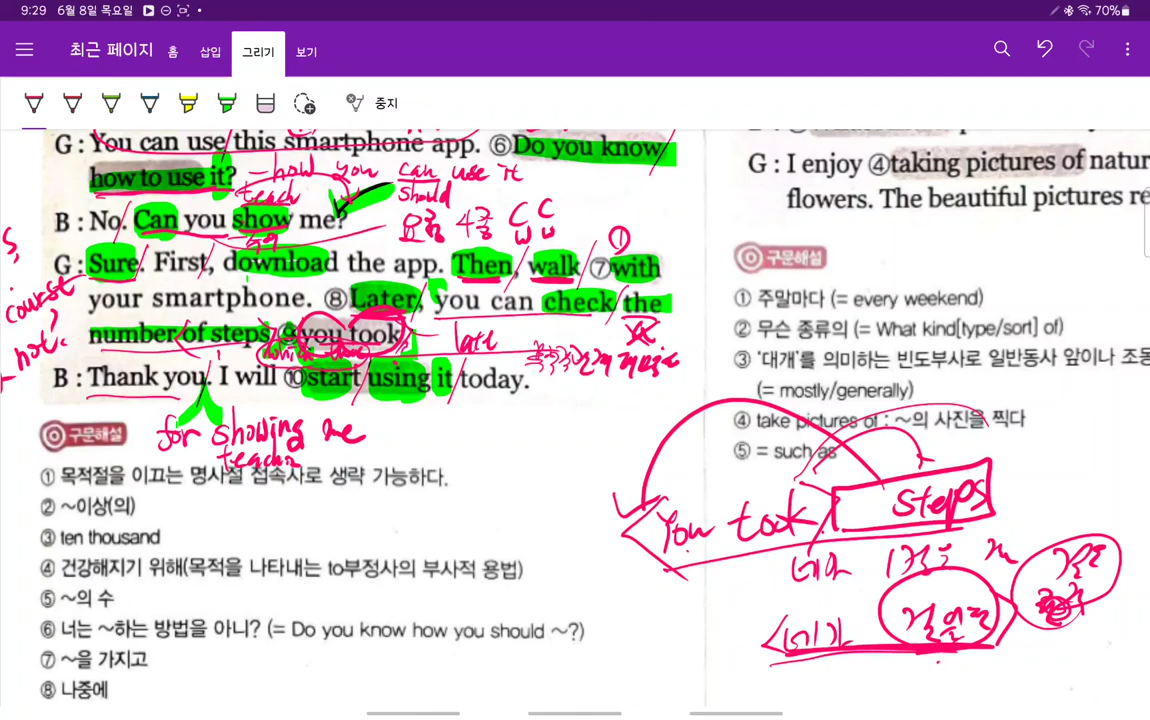 9:29 6월 8일 목요일
70%
최근 페이지 홈 삽입 그리기 보기
중지
G : You can use this smartphone app. ⑥Do you know
how to use it? - how you can use it
teach should
B : No. Can you show me?
G : Sure. First, download the app. Then, walk ⑦with
①
your smartphone. ⑧Later, you can check the
number of steps ⑨you took late
B : Thank you. I will ⑩start using it today.
for showing me
구문해설
① 목적절을 이끄는 명사절 접속사로 생략 가능하다.
② ~이상(의)
③ ten thousand
④ 건강해지기 위해(목적을 나타내는 to부정사의 부사적 용법)
⑤ ~의 수
⑥ 너는 ~하는 방법을 아니? (= Do you know how you should ~?)
⑦ ~을 가지고
⑧ 나중에
G : I enjoy ④taking pictures of natur
flowers. The beautiful pictures re
구문해설
① 주말마다 (= every weekend)
② 무슨 종류의 (= What kind[type/sort] of)
③ '대개'를 의미하는 빈도부사로 일반동사 앞이나 조동
(= mostly/generally)
④ take pictures of : ~의 사진을 찍다
⑤ = such as
You took steps
네가